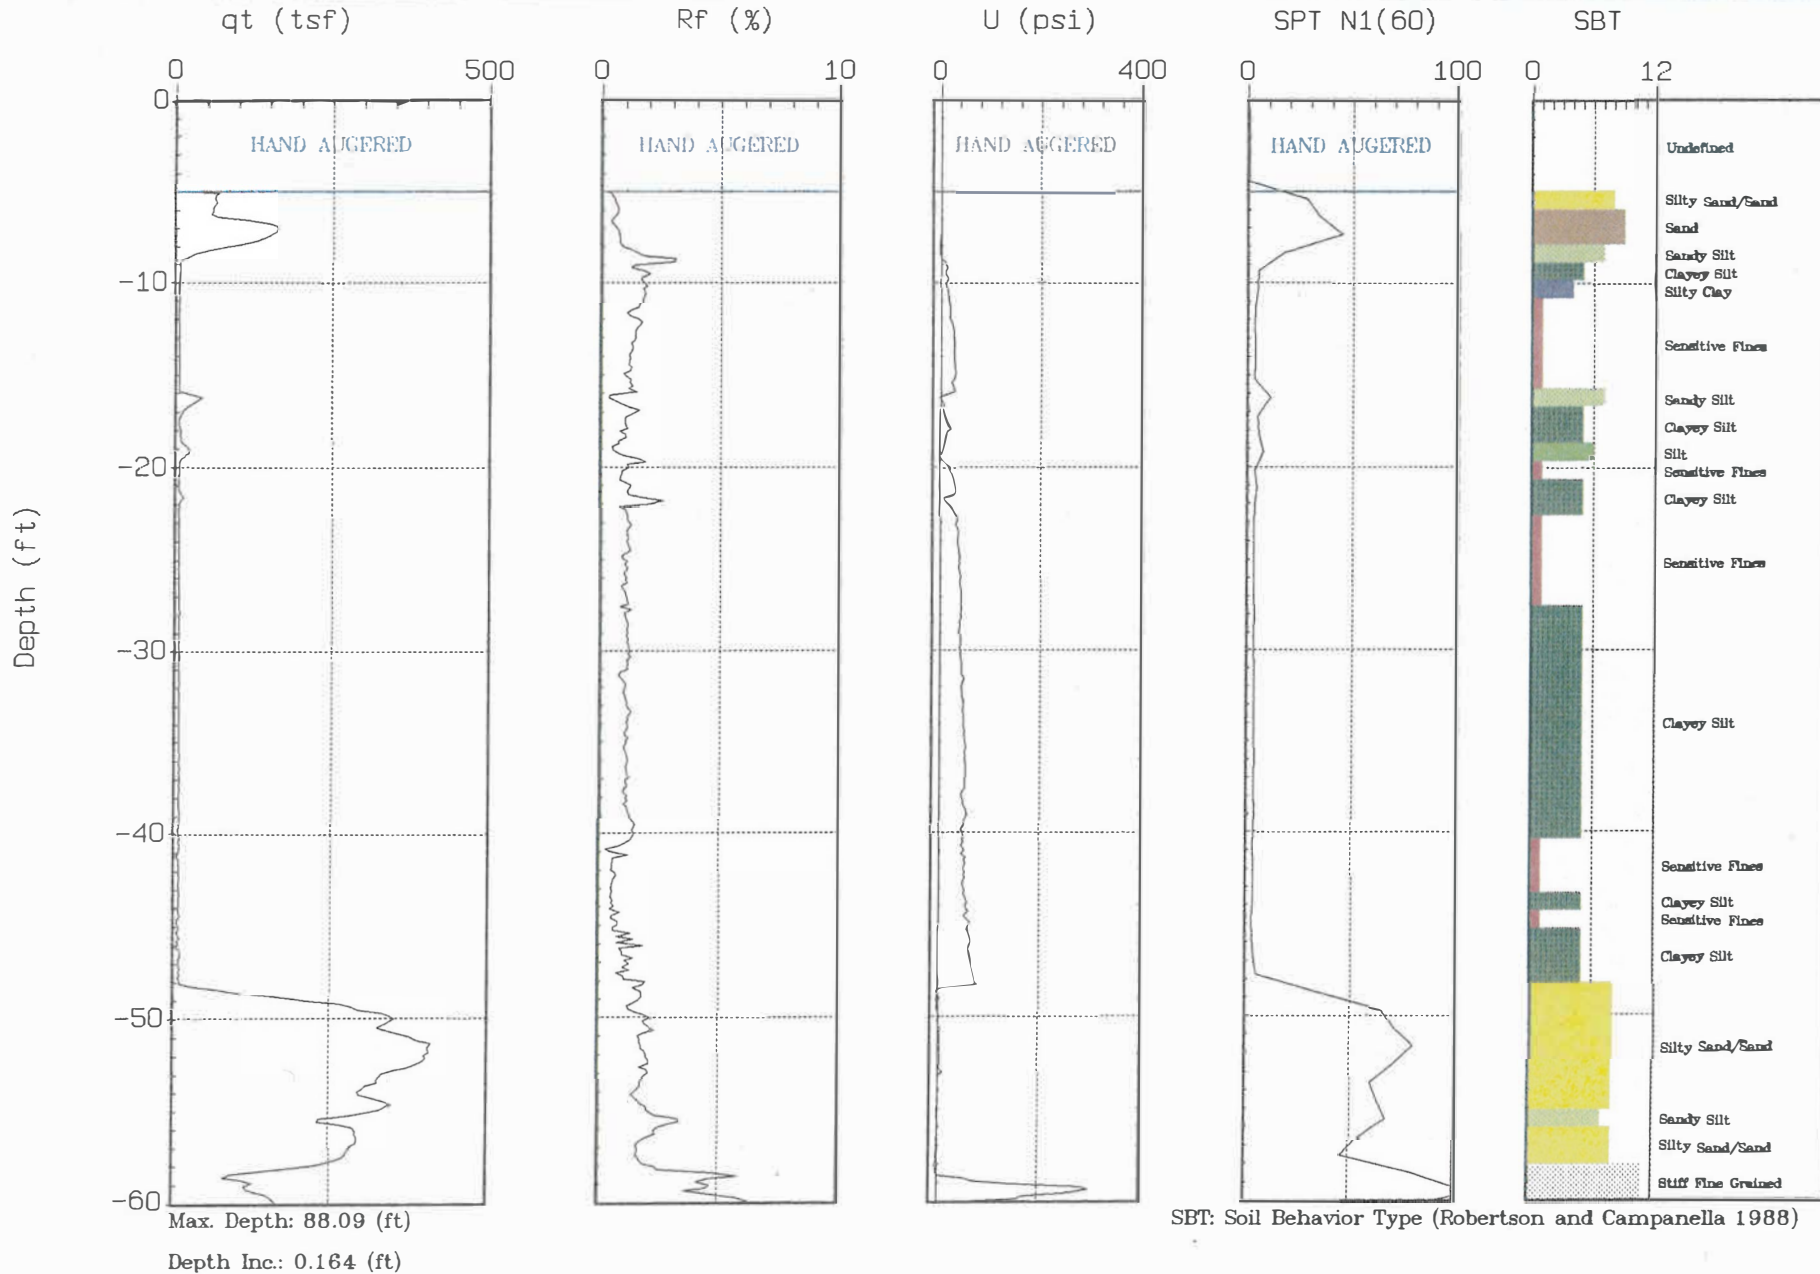 qt (tsf)
Rf (%)
U (psi)
SPT N1(60)
SBT
0 500
0 10
0 400
0 100
0 12
0
HAND AUGERED
HAND AUGERED
HAND AUGERED
HAND AUGERED
Undefined
Silty Sand/Sand
Sand
Sandy Silt
Clayey Silt
-10
Silty Clay
Sensitive Fines
Sandy Silt
Clayey Silt
Silt
-20
Sensitive Fines
Clayey Silt
Depth (ft)
Sensitive Fines
-30
Clayey Silt
-40
Sensitive Fines
Clayey Silt
Sensitive Fines
Clayey Silt
-50
Silty Sand/Sand
Sandy Silt
Silty Sand/Sand
Stiff Fine Grained
-60
Max. Depth: 88.09 (ft)
SBT: Soil Behavior Type (Robertson and Campanella 1988)
Depth Inc.: 0.164 (ft)